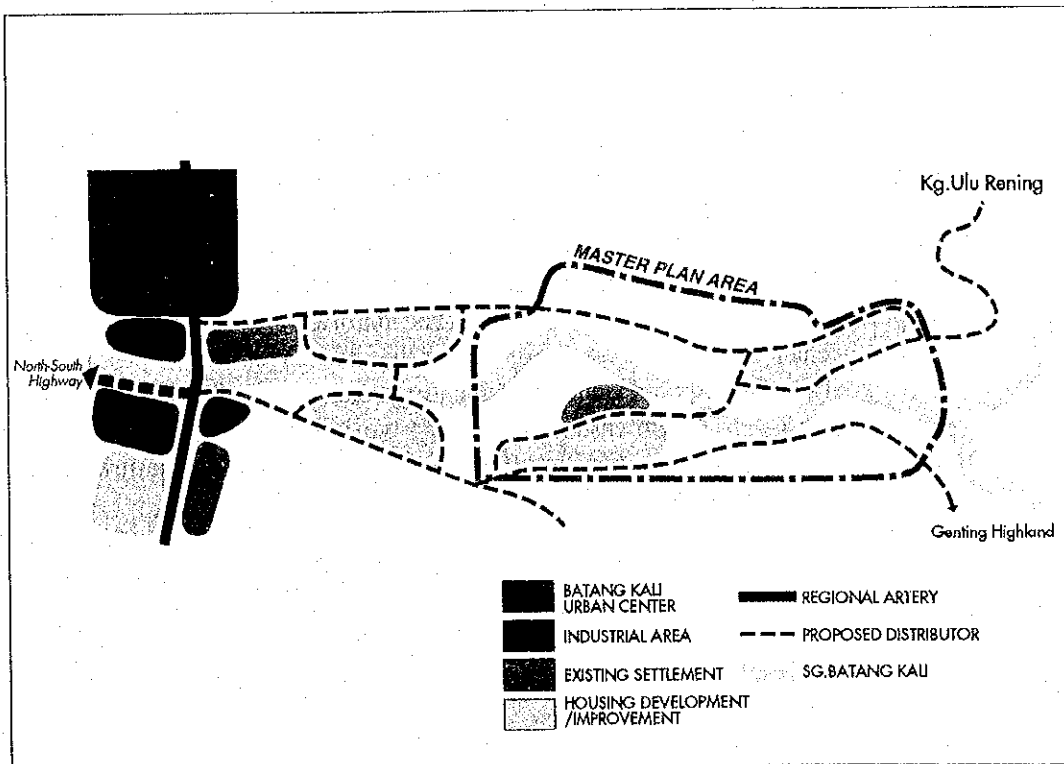 Kg.Ulu Rening
MASTER PLAN AREA
North-South
Highway
Genting Highland
BATANG KALI
URBAN CENTER
INDUSTRIAL AREA
EXISTING SETTLEMENT
HOUSING DEVELOPMENT
/IMPROVEMENT
REGIONAL ARTERY
PROPOSED DISTRIBUTOR
SG.BATANG KALI